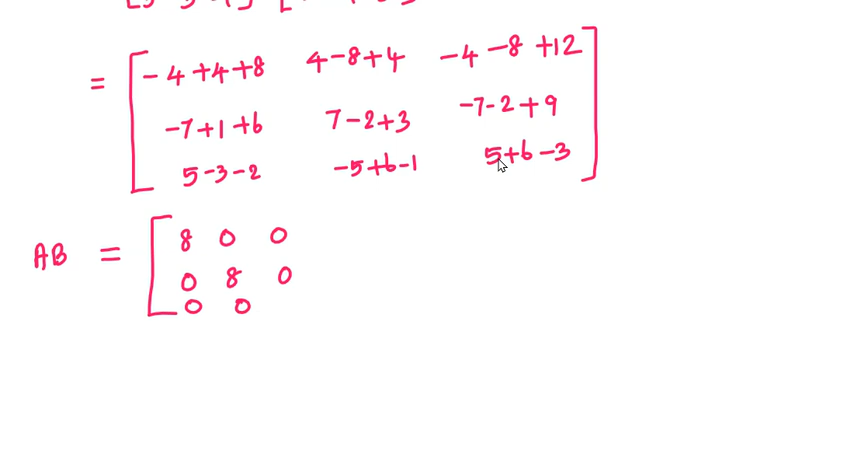 = [ -4+4+8 4-8+4 -4-8+12 ]
-7+1+6 7-2+3 -7-2+9
5-3-2 -5+6-1 5+6-3
AB = [ 8 0 0
0 8 0
0 0